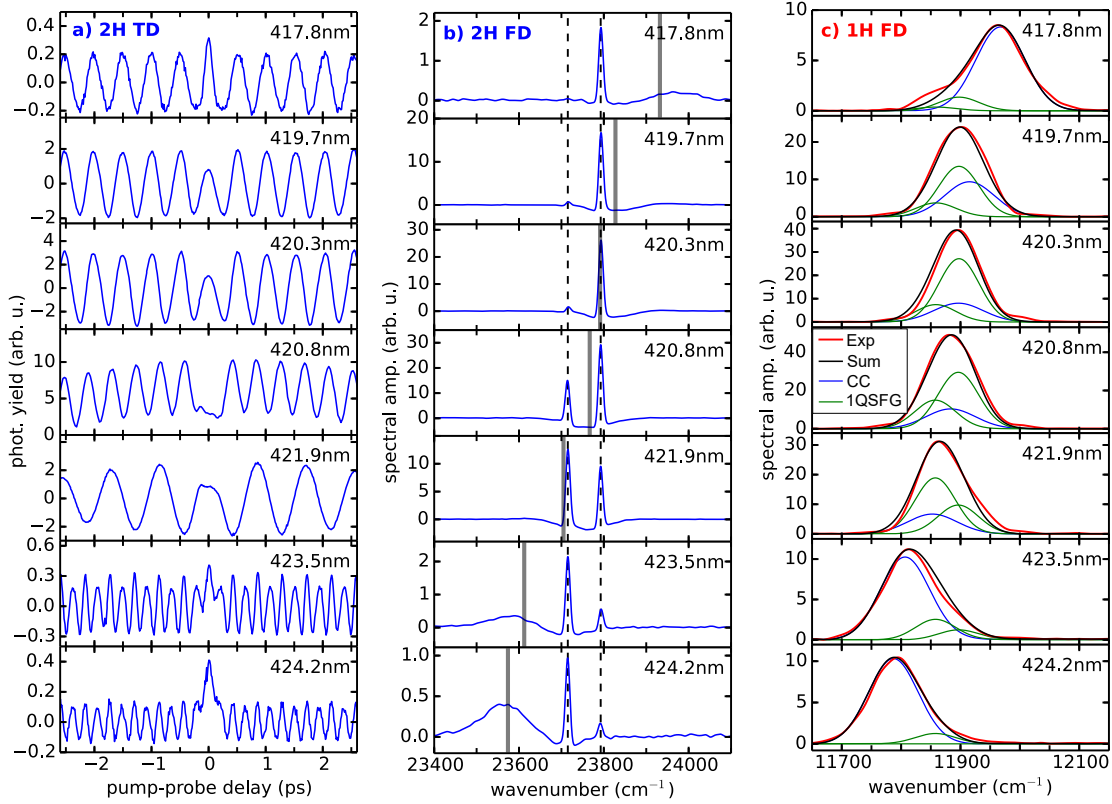 a) 2H TD
417.8nm
0.4
0.2
0.0
−0.2
419.7nm
2
0
−2
420.3nm
3
0
−3
420.8nm
10
5
0
421.9nm
2
0
−2
423.5nm
0.6
0.3
0.0
−0.3
424.2nm
0.4
0.2
0.0
−0.2
−2 −1 0 1 2
pump-probe delay (ps)
phot. yield (arb. u.)
b) 2H FD
417.8nm
2
1
0
419.7nm
20
10
0
420.3nm
30
20
10
0
420.8nm
30
20
10
0
421.9nm
10
5
0
423.5nm
2
1
0
424.2nm
1.0
0.5
0.0
23400 23600 23800 24000
wavenumber (cm⁻¹)
spectral amp. (arb. u.)
c) 1H FD
417.8nm
10
5
0
419.7nm
20
10
0
420.3nm
40
30
20
10
0
420.8nm
40
20
0
Exp
Sum
CC
1QSFG
421.9nm
30
20
10
0
423.5nm
10
5
0
424.2nm
10
5
0
11700 11800 11900 12000 12100
wavenumber (cm⁻¹)
spectral amp. (arb. u.)